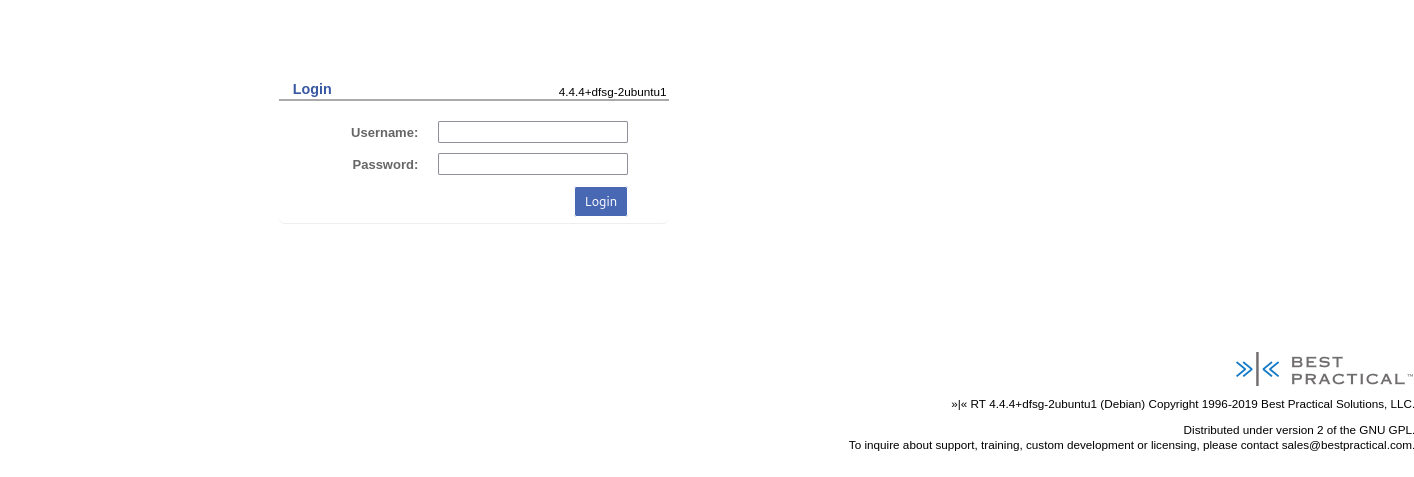 Login
4.4.4+dfsg-2ubuntu1
Username:
Password:
Login
BEST
PRACTICAL™
»|« RT 4.4.4+dfsg-2ubuntu1 (Debian) Copyright 1996-2019 Best Practical Solutions, LLC.
Distributed under version 2 of the GNU GPL.
To inquire about support, training, custom development or licensing, please contact sales@bestpractical.com.